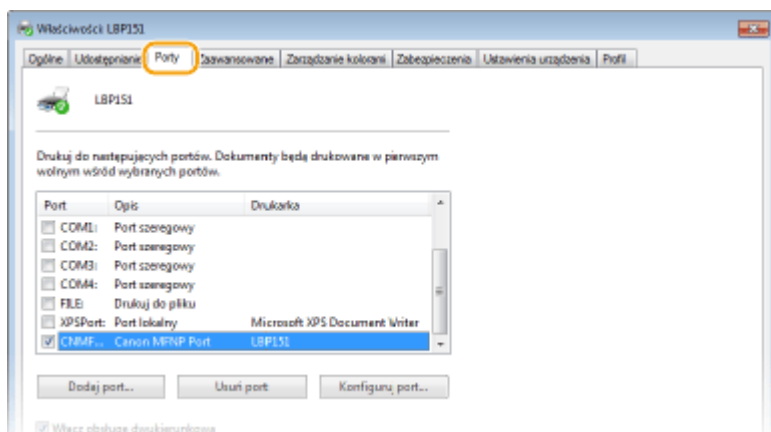 Właściwości: LBP151
Ogólne Udostępnianie Porty Zaawansowane Zarządzanie kolorami Zabezpieczenia Ustawienia urządzenia Profil
LBP151
Drukuj do następujących portów. Dokumenty będą drukowane w pierwszym
wolnym wśród wybranych portów.
Port Opis Drukarka
COM1: Port szeregowy
COM2: Port szeregowy
COM3: Port szeregowy
COM4: Port szeregowy
FILE: Drukuj do pliku
XPSPort: Port lokalny Microsoft XPS Document Writer
CNMF... Canon MFNP Port LBP151
Dodaj port... Usuń port Konfiguruj port...
Włącz obsługę dwukierunkową